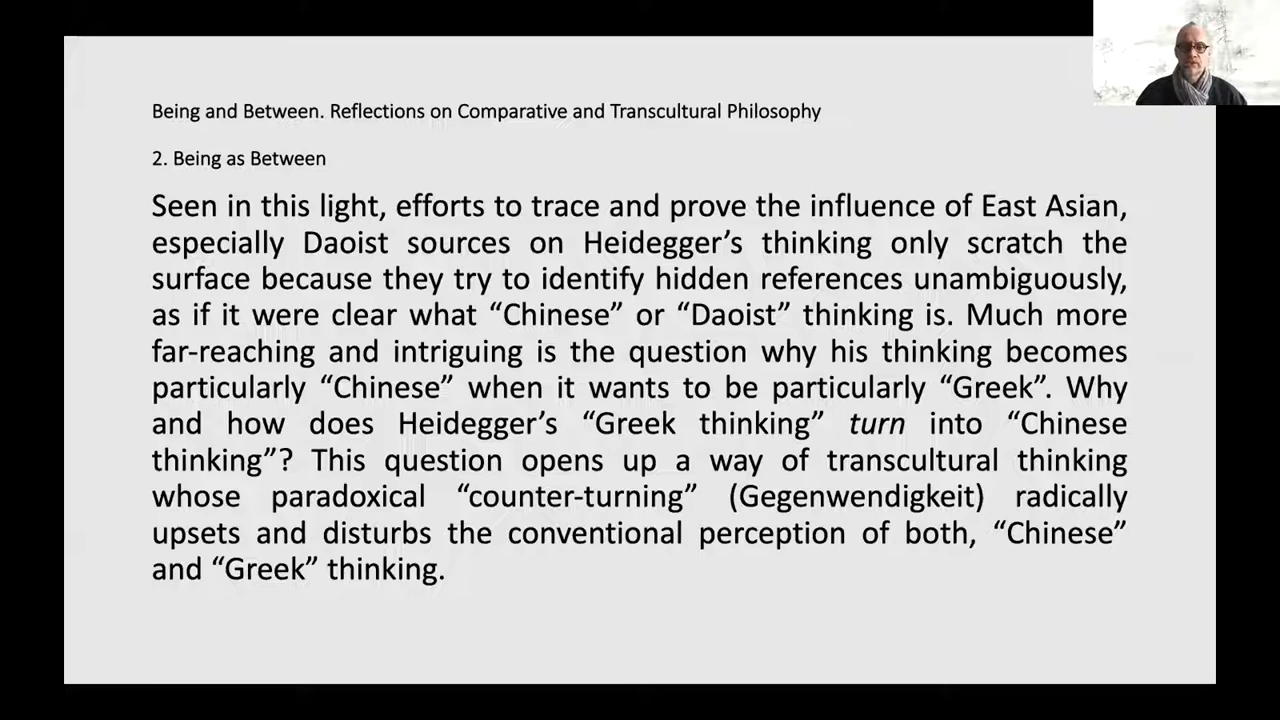 Being and Between. Reflections on Comparative and Transcultural Philosophy
2. Being as Between
Seen in this light, efforts to trace and prove the influence of East Asian,
especially Daoist sources on Heidegger’s thinking only scratch the
surface because they try to identify hidden references unambiguously,
as if it were clear what “Chinese” or “Daoist” thinking is. Much more
far-reaching and intriguing is the question why his thinking becomes
particularly “Chinese” when it wants to be particularly “Greek”. Why
and how does Heidegger’s “Greek thinking” turn into “Chinese
thinking”? This question opens up a way of transcultural thinking
whose paradoxical “counter-turning” (Gegenwendigkeit) radically
upsets and disturbs the conventional perception of both, “Chinese”
and “Greek” thinking.